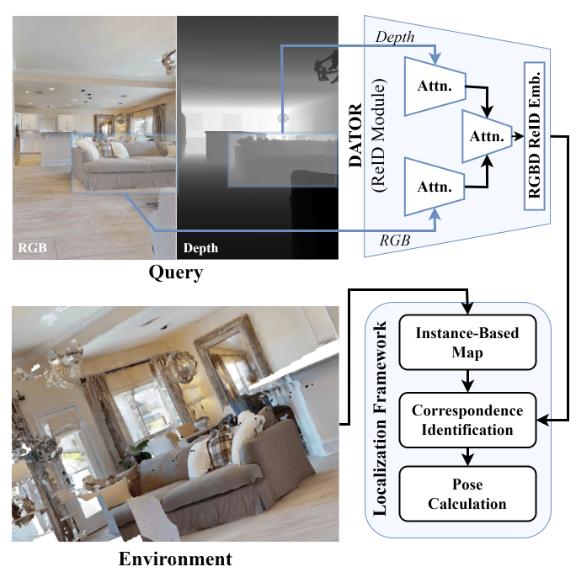 RGB
Depth
Query
Depth
Attn.
Attn.
Attn.
RGB
DATOR
(ReID Module)
RGBD ReID Emb.
Environment
Localization Framework
Instance-Based
Map
Correspondence
Identification
Pose
Calculation